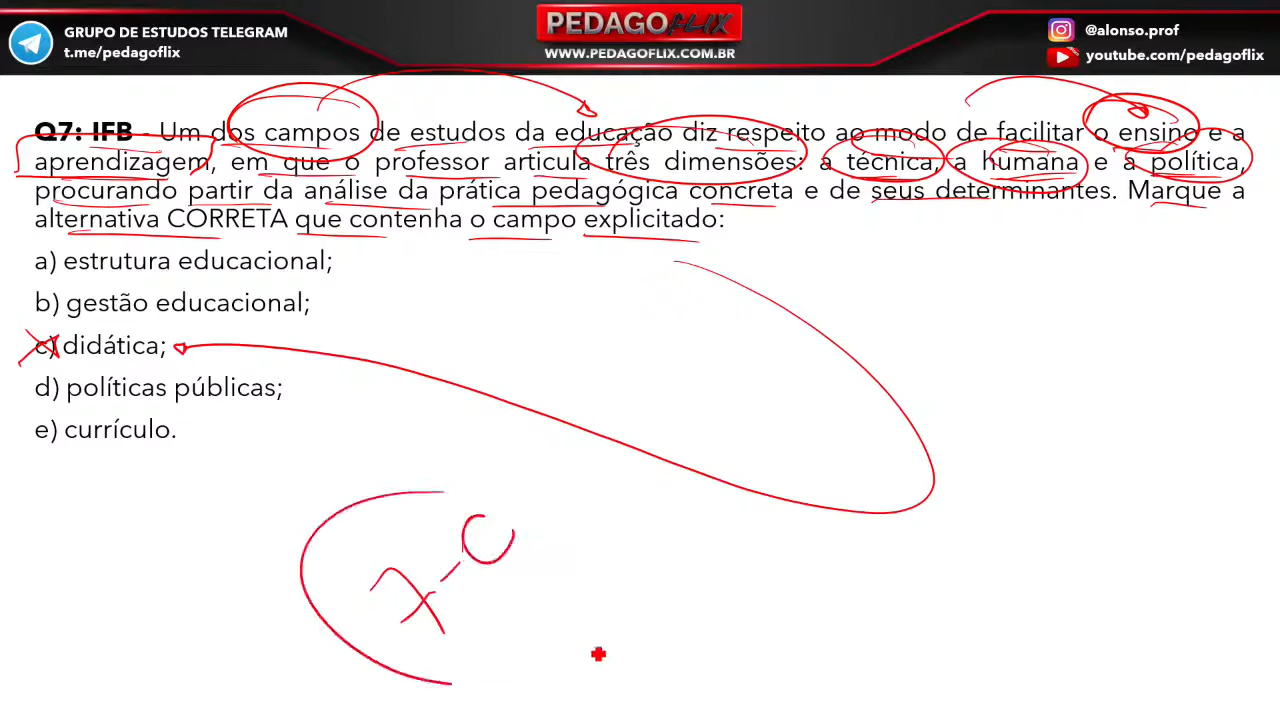 GRUPO DE ESTUDOS TELEGRAM
t.me/pedagoflix
PEDAGOFLIX
WWW.PEDAGOFLIX.COM.BR
@alonso.prof
youtube.com/pedagoflix
Q7: IFB - Um dos campos de estudos da educação diz respeito ao modo de facilitar o ensino e a
aprendizagem, em que o professor articula três dimensões: a técnica, a humana e a política,
procurando partir da análise da prática pedagógica concreta e de seus determinantes. Marque a
alternativa CORRETA que contenha o campo explicitado:
a) estrutura educacional;
b) gestão educacional;
c) didática;
d) políticas públicas;
e) currículo.
7-C